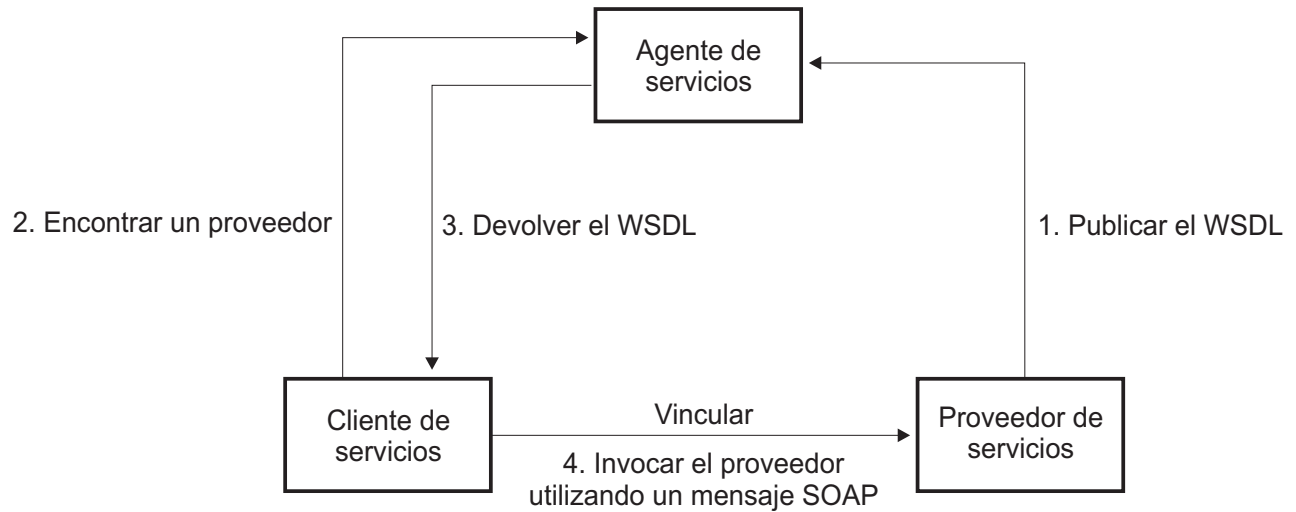 Agente de
servicios
2. Encontrar un proveedor
3. Devolver el WSDL
1. Publicar el WSDL
Cliente de
servicios
Vincular
4. Invocar el proveedor
utilizando un mensaje SOAP
Proveedor de
servicios